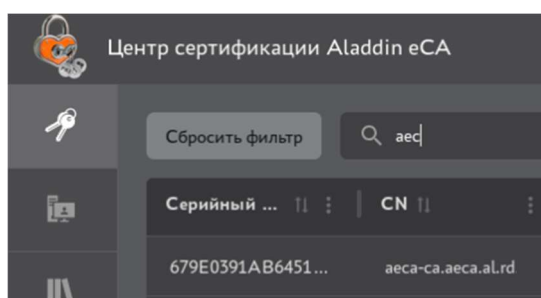 Центр сертификации Aladdin eCA
Сбросить фильтр aec
Серийный ... CN
679E0391AB6451... aeca-ca.aeca.al.rd